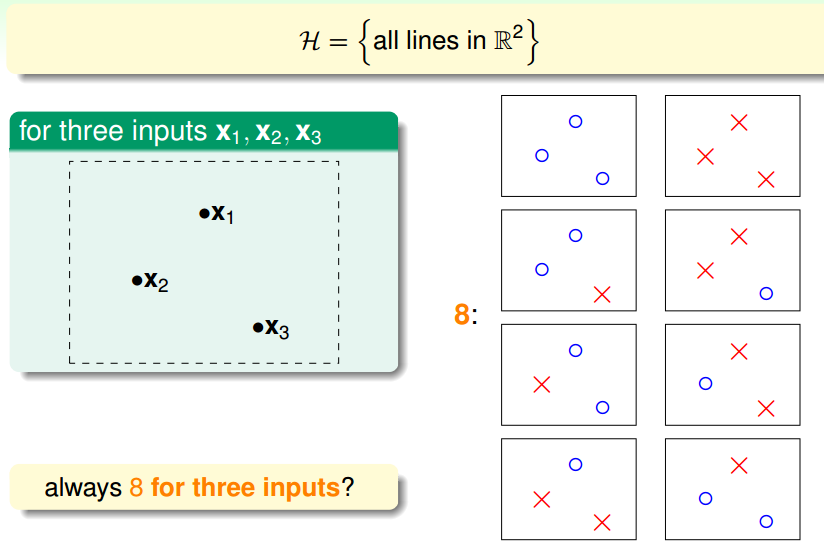 ℋ = {all lines in ℝ²}
for three inputs x₁, x₂, x₃
•x₁
•x₂
•x₃
8:
always 8 for three inputs?